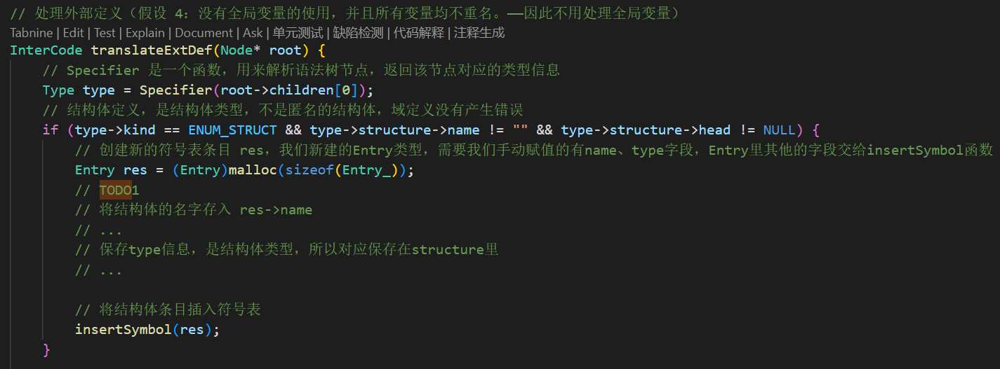 // 处理外部定义（假设 4：没有全局变量的使用，并且所有变量均不重名。——因此不用处理全局变量）
Tabnine | Edit | Test | Explain | Document | Ask | 单元测试 | 缺陷检测 | 代码解释 | 注释生成
InterCode translateExtDef(Node* root) {
// Specifier 是一个函数，用来解析语法树节点，返回该节点对应的类型信息
Type type = Specifier(root->children[0]);
// 结构体定义，是结构体类型，不是匿名的结构体，域定义没有产生错误
if (type->kind == ENUM_STRUCT && type->structure->name != "" && type->structure->head != NULL) {
// 创建新的符号表条目 res，我们新建的Entry类型，需要我们手动赋值的有name、type字段，Entry里其他的字段交给insertSymbol函数
Entry res = (Entry)malloc(sizeof(Entry_));
// TODO1
// 将结构体的名字存入 res->name
// ...
// 保存type信息，是结构体类型，所以对应保存在structure里
// ...
// 将结构体条目插入符号表
insertSymbol(res);
}